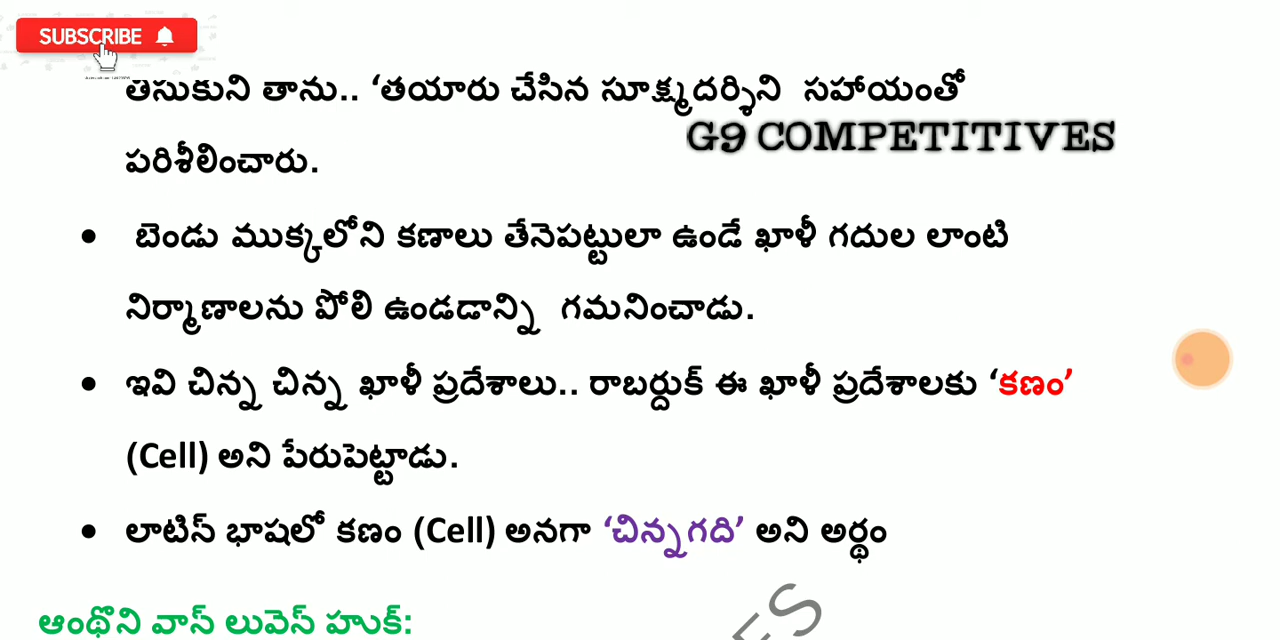 SUBSCRIBE
తీసుకుని తాను.. ‘తయారు చేసిన సూక్ష్మదర్శిని సహాయంతో
G9 COMPETITIVES
పరిశీలించారు.
• బెండు ముక్కలోని కణాలు తేనెపట్టులా ఉండే ఖాళీ గదుల లాంటి
నిర్మాణాలను పోలి ఉండడాన్ని గమనించాడు.
• ఇవి చిన్న చిన్న ఖాళీ ప్రదేశాలు.. రాబర్టుక్ ఈ ఖాళీ ప్రదేశాలకు ‘కణం’
(Cell) అని పేరుపెట్టాడు.
• లాటిన్ భాషలో కణం (Cell) అనగా ‘చిన్నగది’ అని అర్థం
ఆంథొని వాన్ లువెన్ హుక్: